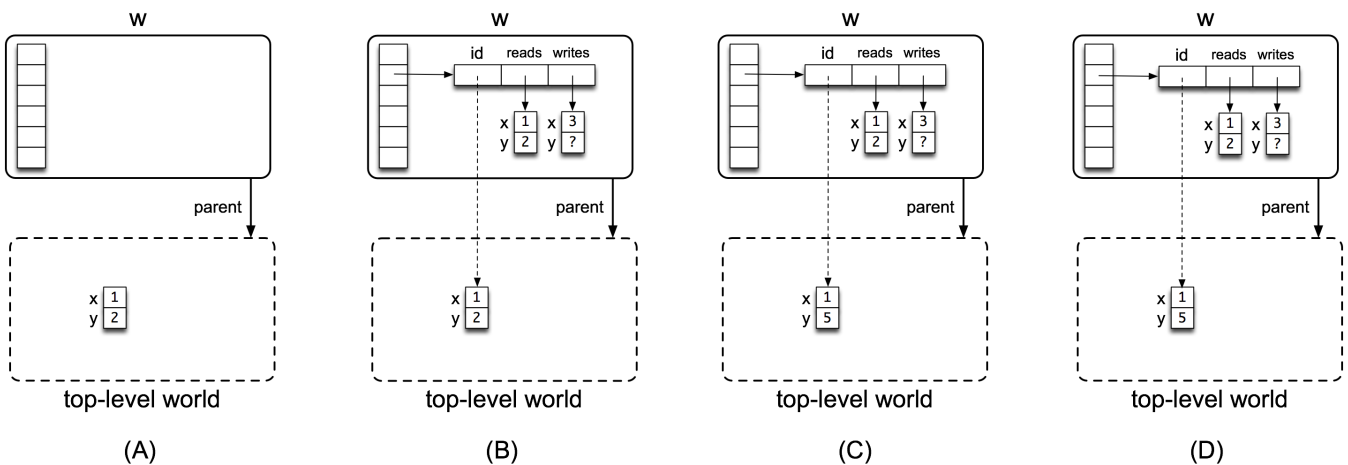 w
parent
x 1
y 2
top-level world
(A)
w
id reads writes
x 1 x 3
y 2 y ?
parent
x 1
y 2
top-level world
(B)
w
id reads writes
x 1 x 3
y 2 y ?
parent
x 1
y 5
top-level world
(C)
w
id reads writes
x 1 x 3
y 2 y ?
parent
x 1
y 5
top-level world
(D)